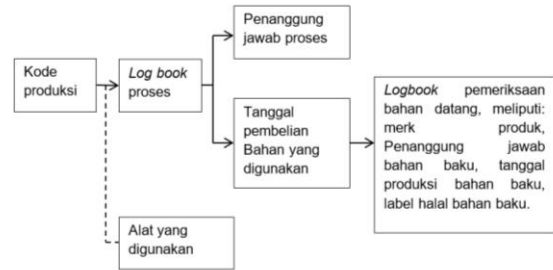 Penanggung
jawab proses
Kode
produksi
Log book
proses
Tanggal
pembelian
Bahan yang
digunakan
Logbook pemeriksaan
bahan datang, meliputi:
merk produk,
Penanggung jawab
bahan baku, tanggal
produksi bahan baku,
label halal bahan baku.
Alat yang
digunakan